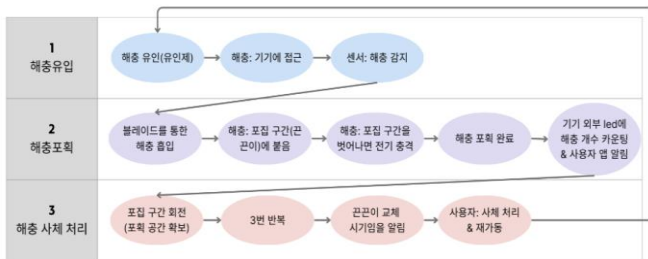 1
해충유입
해충 유인(유인제)
해충: 기기에 접근
센서: 해충 감지
2
해충포획
블레이드를 통한
해충 흡입
해충: 포집 구간(끈
끈이)에 붙음
해충: 포집 구간을
벗어나면 전기 충격
해충 포획 완료
기기 외부 led에
해충 개수 카운팅
& 사용자 앱 알림
3
해충 사체 처리
포집 구간 회전
(포획 공간 확보)
3번 반복
끈끈이 교체
시기임을 알림
사용자: 사체 처리
& 재가동